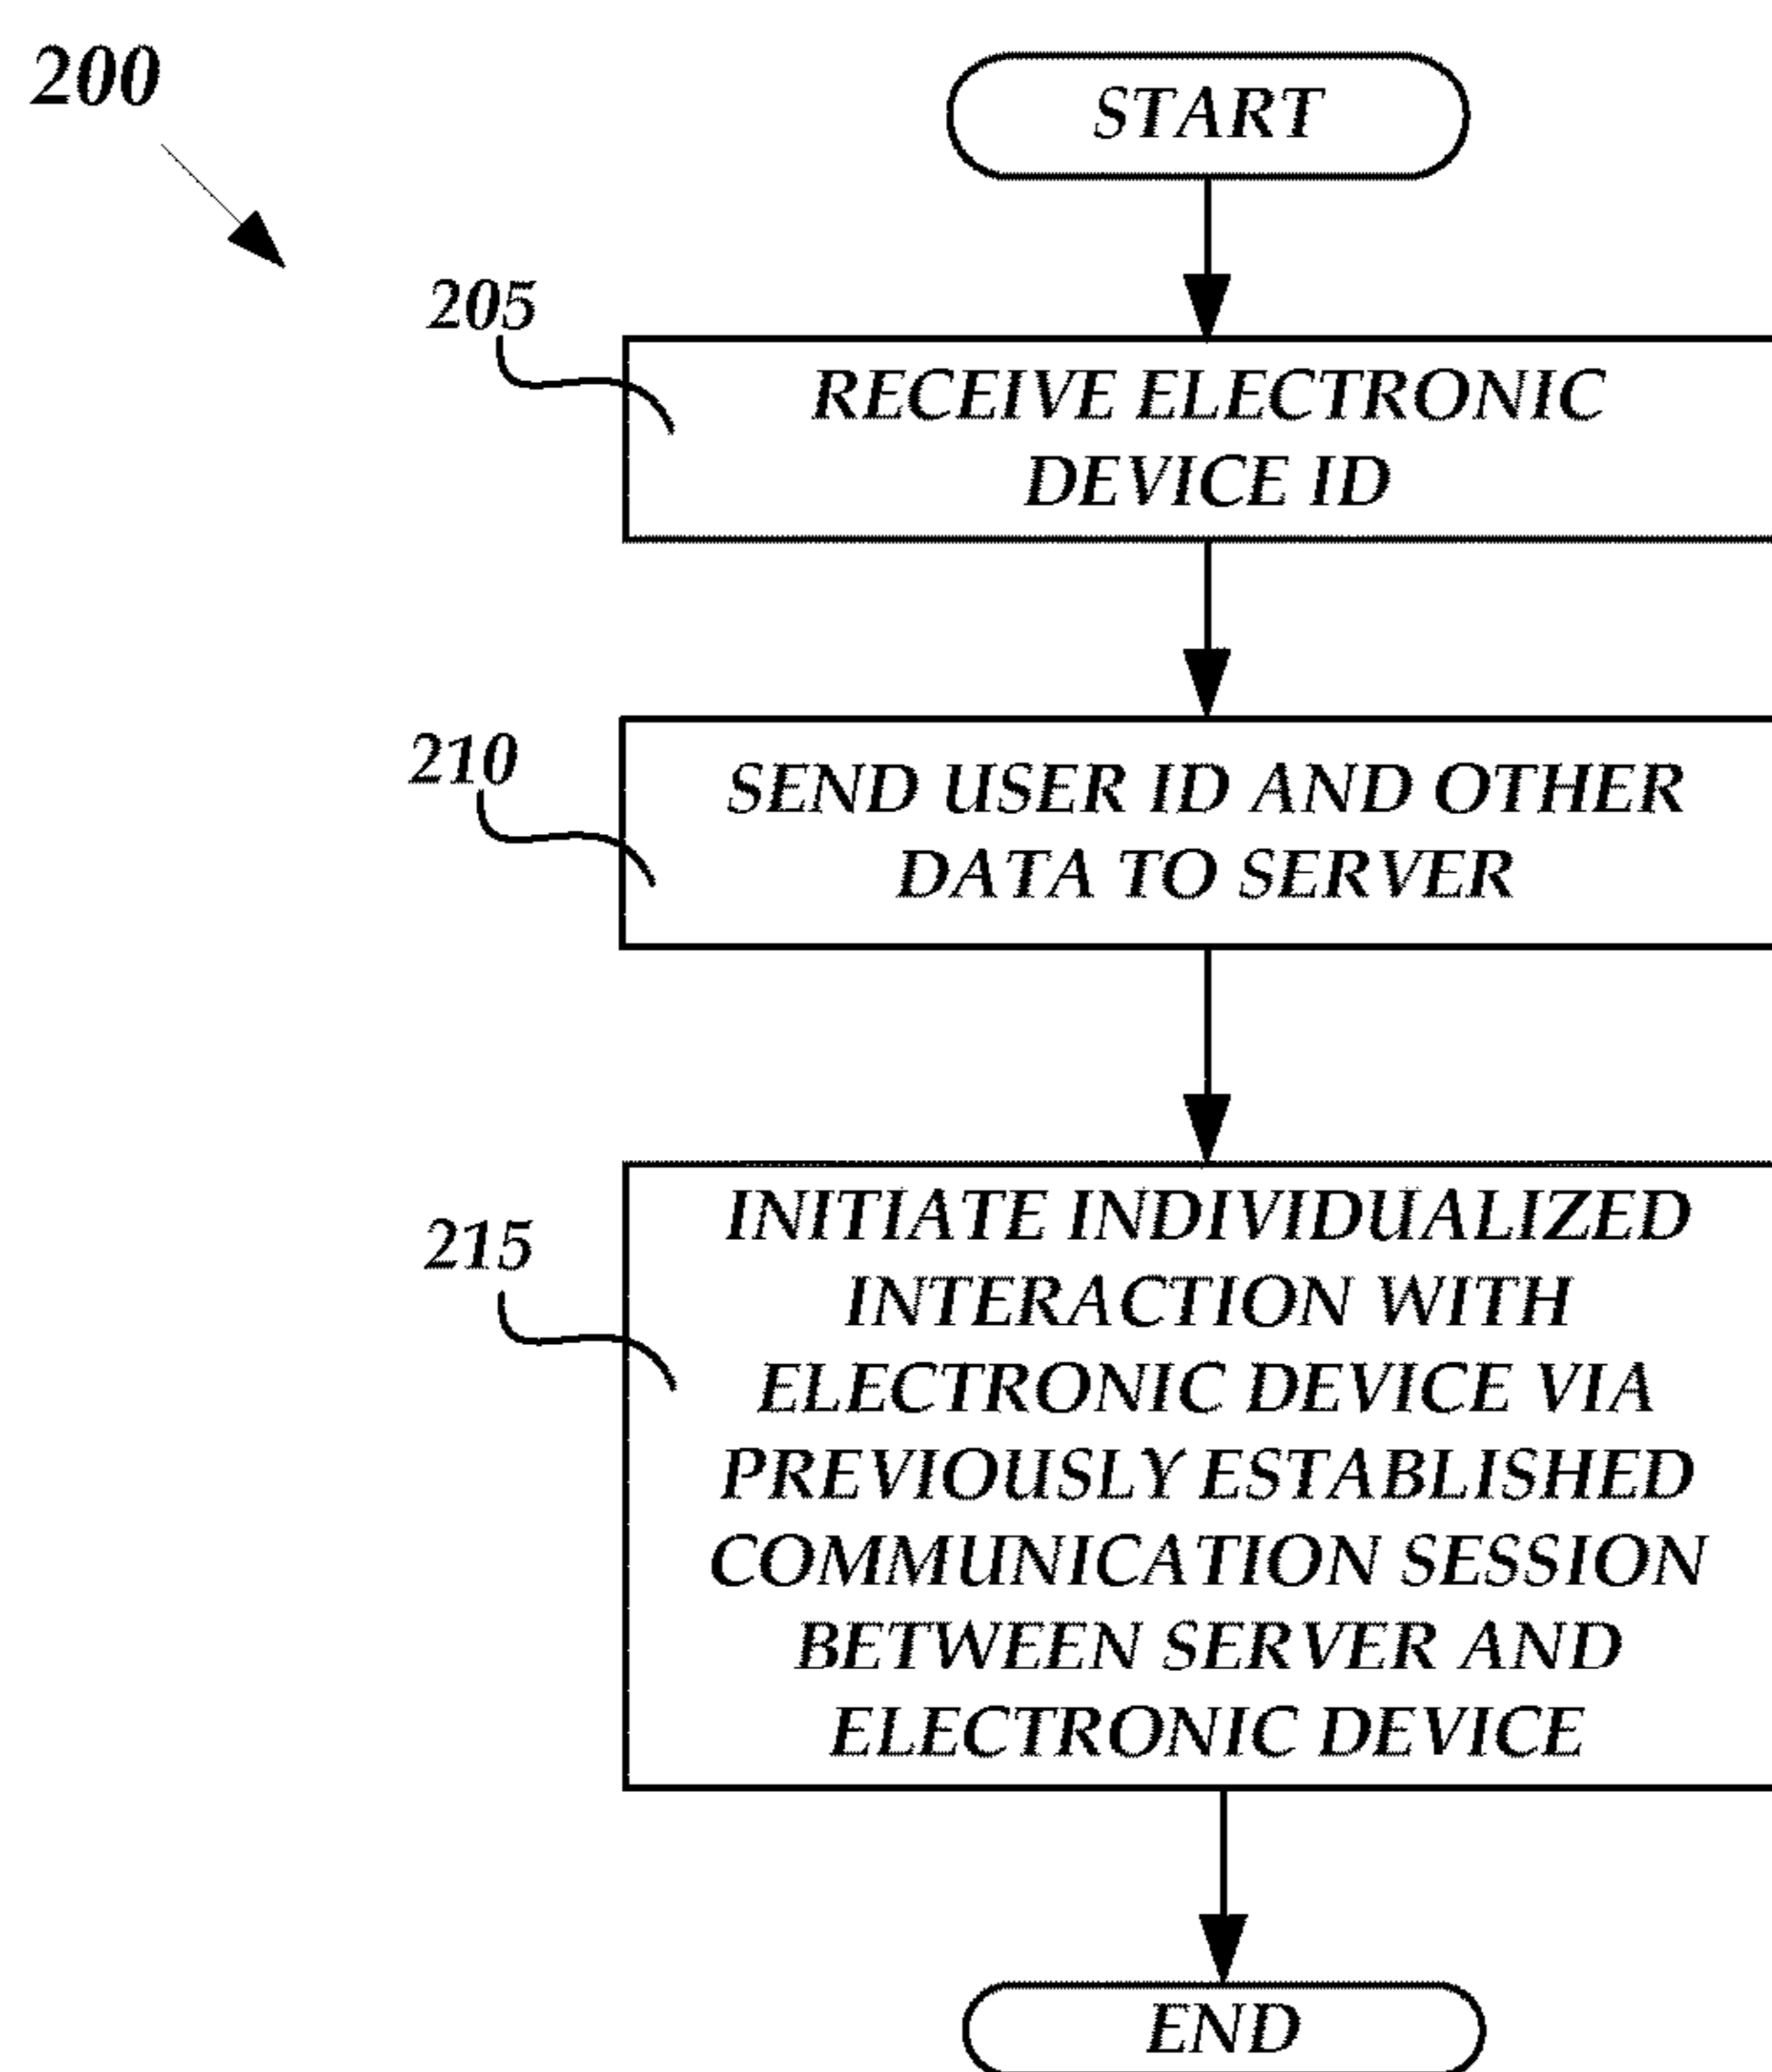 200
START
205
RECEIVE ELECTRONIC
DEVICE ID
210
SEND USER ID AND OTHER
DATA TO SERVER
215
INITIATE INDIVIDUALIZED
INTERACTION WITH
ELECTRONIC DEVICE VIA
PREVIOUSLY ESTABLISHED
COMMUNICATION SESSION
BETWEEN SERVER AND
ELECTRONIC DEVICE
END